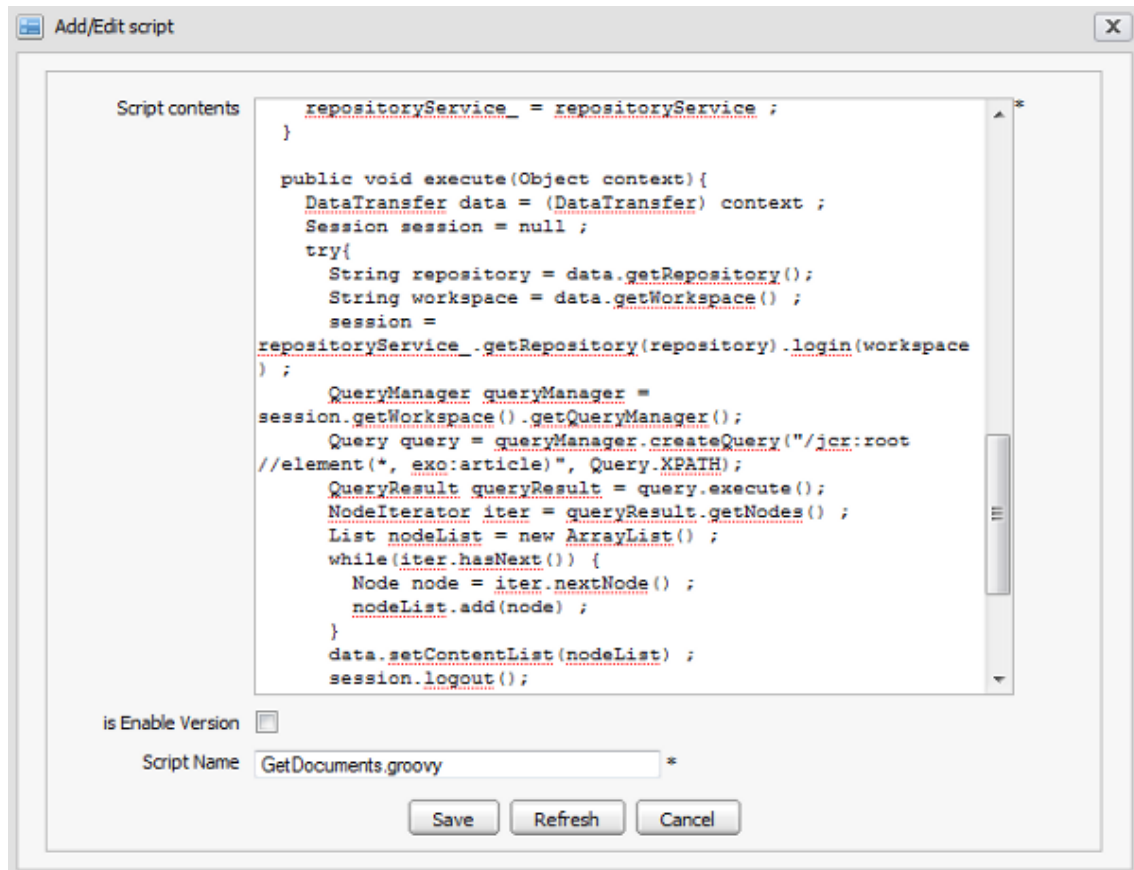 Add/Edit script
Script contents
repositoryService_ = repositoryService ;
*
}
public void execute(Object context){
DataTransfer data = (DataTransfer) context ;
Session session = null ;
try{
String repository = data.getRepository();
String workspace = data.getWorkspace() ;
session =
repositoryService_.getRepository(repository).login(workspace
) ;
QueryManager queryManager =
session.getWorkspace().getQueryManager();
Query query = queryManager.createQuery("/jcr:root
//element(*, exo:article)", Query.XPATH);
QueryResult queryResult = query.execute();
NodeIterator iter = queryResult.getNodes() ;
List nodeList = new ArrayList() ;
while(iter.hasNext()) {
Node node = iter.nextNode() ;
nodeList.add(node) ;
}
data.setContentList(nodeList) ;
session.logout();
is Enable Version
Script Name GetDocuments.groovy *
Save Refresh Cancel